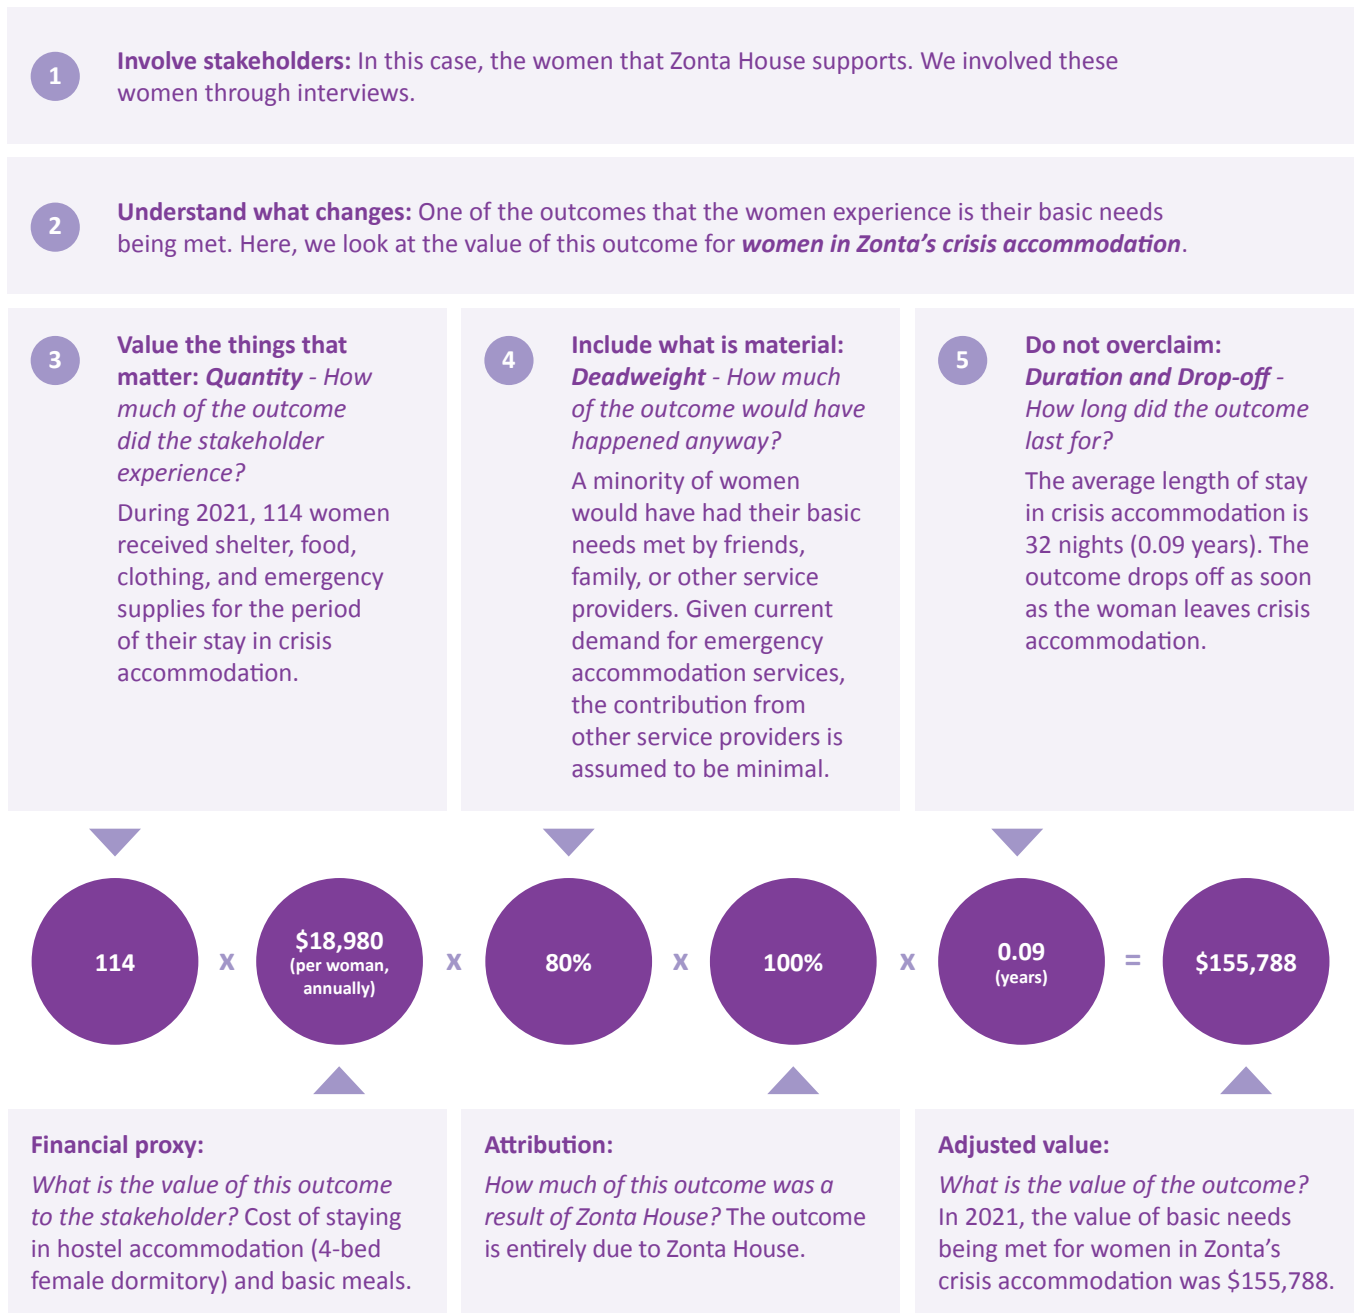 1
Involve stakeholders: In this case, the women that Zonta House supports. We involved these
women through interviews.
2
Understand what changes: One of the outcomes that the women experience is their basic needs
being met. Here, we look at the value of this outcome for women in Zonta’s crisis accommodation.
3
Value the things that
matter: Quantity - How
much of the outcome
did the stakeholder
experience?
During 2021, 114 women
received shelter, food,
clothing, and emergency
supplies for the period
of their stay in crisis
accommodation.
4
Include what is material:
Deadweight - How much
of the outcome would have
happened anyway?
A minority of women
would have had their basic
needs met by friends,
family, or other service
providers. Given current
demand for emergency
accommodation services,
the contribution from
other service providers is
assumed to be minimal.
5
Do not overclaim:
Duration and Drop-off -
How long did the outcome
last for?
The average length of stay
in crisis accommodation is
32 nights (0.09 years). The
outcome drops off as soon
as the woman leaves crisis
accommodation.
114
x
$18,980
(per woman,
annually)
x
80%
x
100%
x
0.09
(years)
=
$155,788
Financial proxy:
What is the value of this outcome
to the stakeholder? Cost of staying
in hostel accommodation (4-bed
female dormitory) and basic meals.
Attribution:
How much of this outcome was a
result of Zonta House? The outcome
is entirely due to Zonta House.
Adjusted value:
What is the value of the outcome?
In 2021, the value of basic needs
being met for women in Zonta’s
crisis accommodation was $155,788.